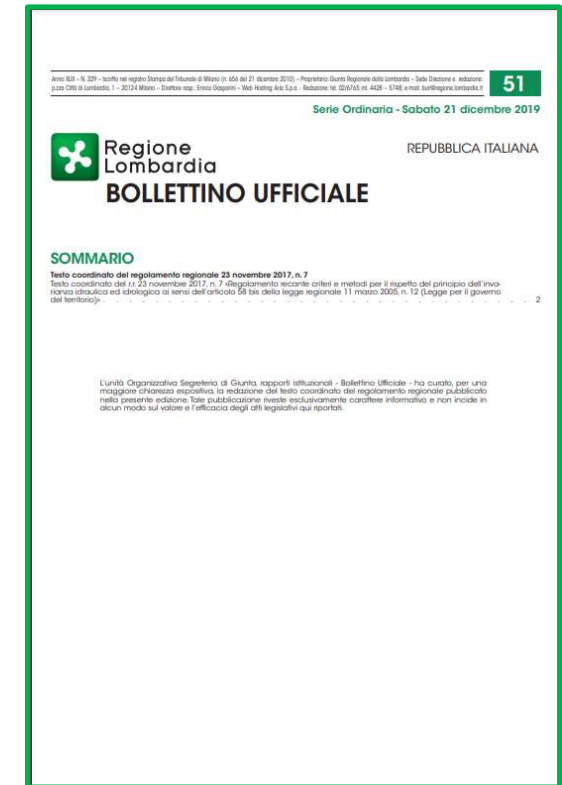 Anno XLIX – N. 329 – Iscritto nel registro Stampa del Tribunale di Milano (n. 656 del 21 dicembre 2010) – Proprietario: Giunta Regionale della Lombardia – Sede Direzione e redazione:
p.zza Città di Lombardia, 1 – 20124 Milano – Direttore resp.: Enrico Gasparini – Web Hosting: Aria S.p.a. - Redazione: tel. 02/6765 int. 4428 – 5748; e-mail: burl@regione.lombardia.it
51
Serie Ordinaria - Sabato 21 dicembre 2019
Regione
Lombardia
REPUBBLICA ITALIANA
BOLLETTINO UFFICIALE
SOMMARIO
Testo coordinato del regolamento regionale 23 novembre 2017, n. 7
Testo coordinato del r.r. 23 novembre 2017, n. 7 «Regolamento recante criteri e metodi per il rispetto del principio dell'inva-
rianza idraulica ed idrologica ai sensi dell'articolo 58 bis della legge regionale 11 marzo 2005, n. 12 (Legge per il governo
del territorio)» . . . . . . . . . . . . . . . . . . . . . . . . . . . . . . 2
L'unità Organizzativa Segreteria di Giunta, rapporti istituzionali - Bollettino Ufficiale - ha curato, per una
maggiore chiarezza espositiva, la redazione del testo coordinato del regolamento regionale pubblicato
nella presente edizione. Tale pubblicazione riveste esclusivamente carattere informativo e non incide in
alcun modo sul valore e l'efficacia degli atti legislativi qui riportati.